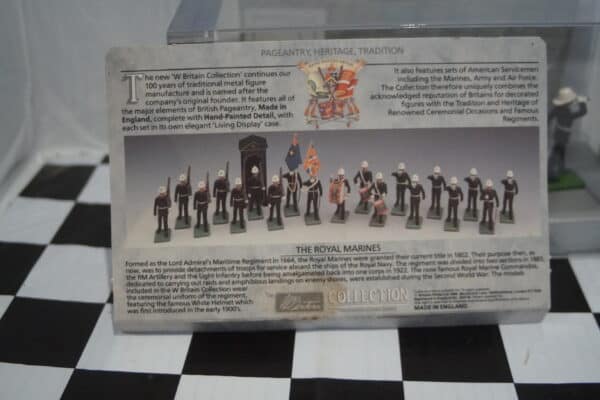 PAGEANTRY, HERITAGE, TRADITION
The new 'W Britain Collection' continues our
100 years of traditional metal figure
manufacture and is named after the
company's original founder. It features all of
the major elements of British Pageantry, Made in
England, complete with Hand-Painted Detail, with
each set in its own elegant 'Living Display' case.
It also features sets of American Servicemen
including the Marines, Army and Air Force.
The Collection therefore uniquely combines the
acknowledged reputation of Britains for decorated
figures with the Tradition and Heritage of
Renowned Ceremonial Occasions and Famous
Regiments.
THE ROYAL MARINES
Formed as the Lord Admiral's Maritime Regiment in 1664, the Royal Marines were granted their current title in 1802. Their purpose then, as
now, was to provide detachments of troops for service aboard the ships of the Royal Navy. The regiment was divided into two sections in 1885,
the RM Artillery and the Light Infantry before being amalgamated back into one corps in 1923. The now famous Royal Marine Commandos,
dedicated to carrying out raids and amphibious landings on enemy shores, were established during the Second World War. The models
included in the W Britain Collection wear
the ceremonial uniforms of the regiment,
featuring the famous White Helmet which
was first introduced in the early 1900's.
COLLECTION
MADE IN ENGLAND